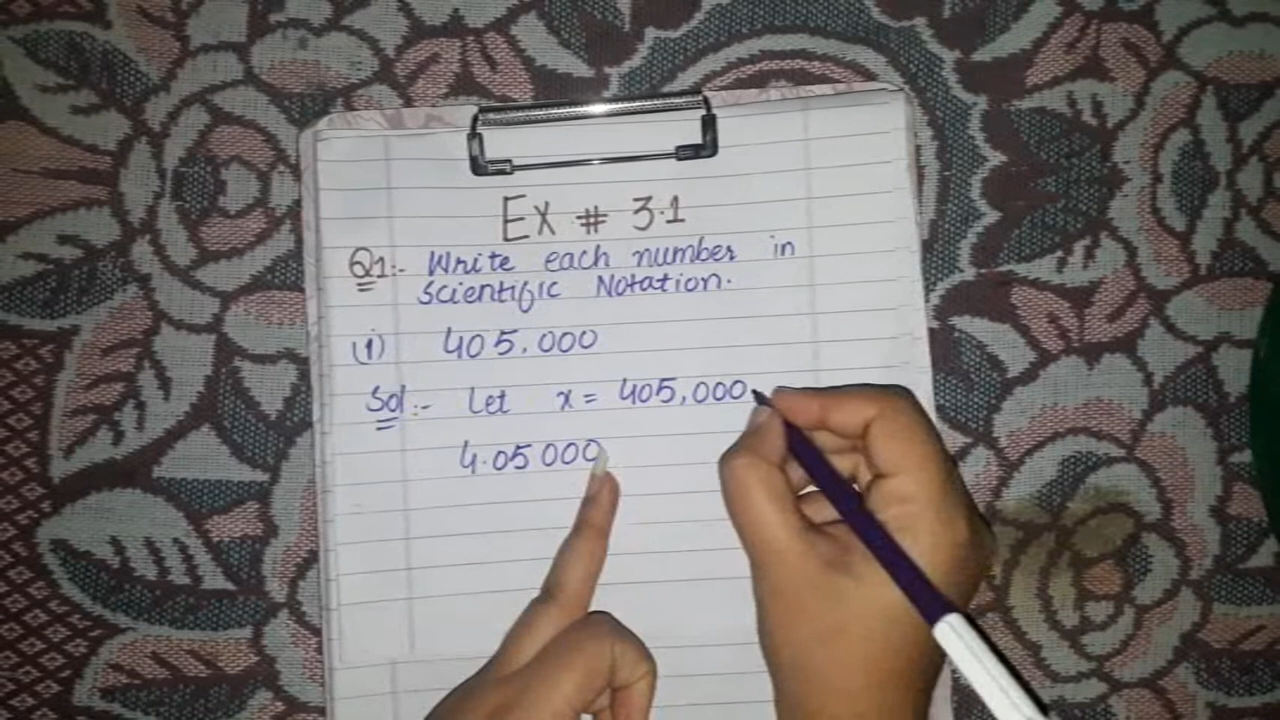 Ex # 3.1
Q1:- Write each number in
Scientific Notation.
(i) 405,000
Sol:- Let x = 405,000
4.05000